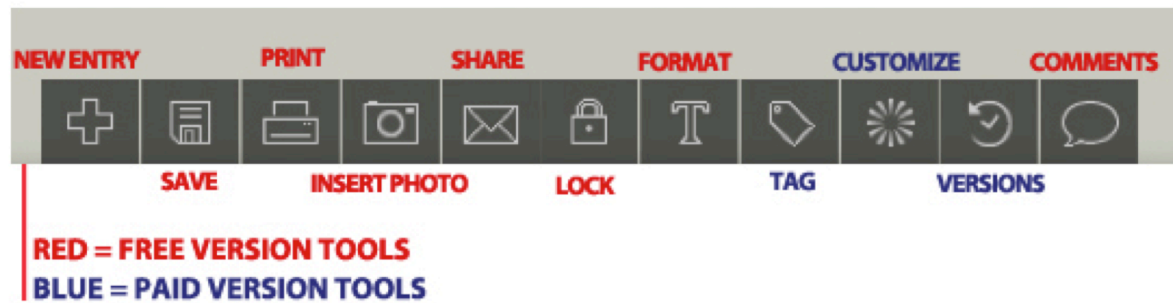 NEW ENTRY PRINT SHARE FORMAT CUSTOMIZE COMMENTS
T
SAVE INSERT PHOTO LOCK TAG VERSIONS
RED = FREE VERSION TOOLS
BLUE = PAID VERSION TOOLS